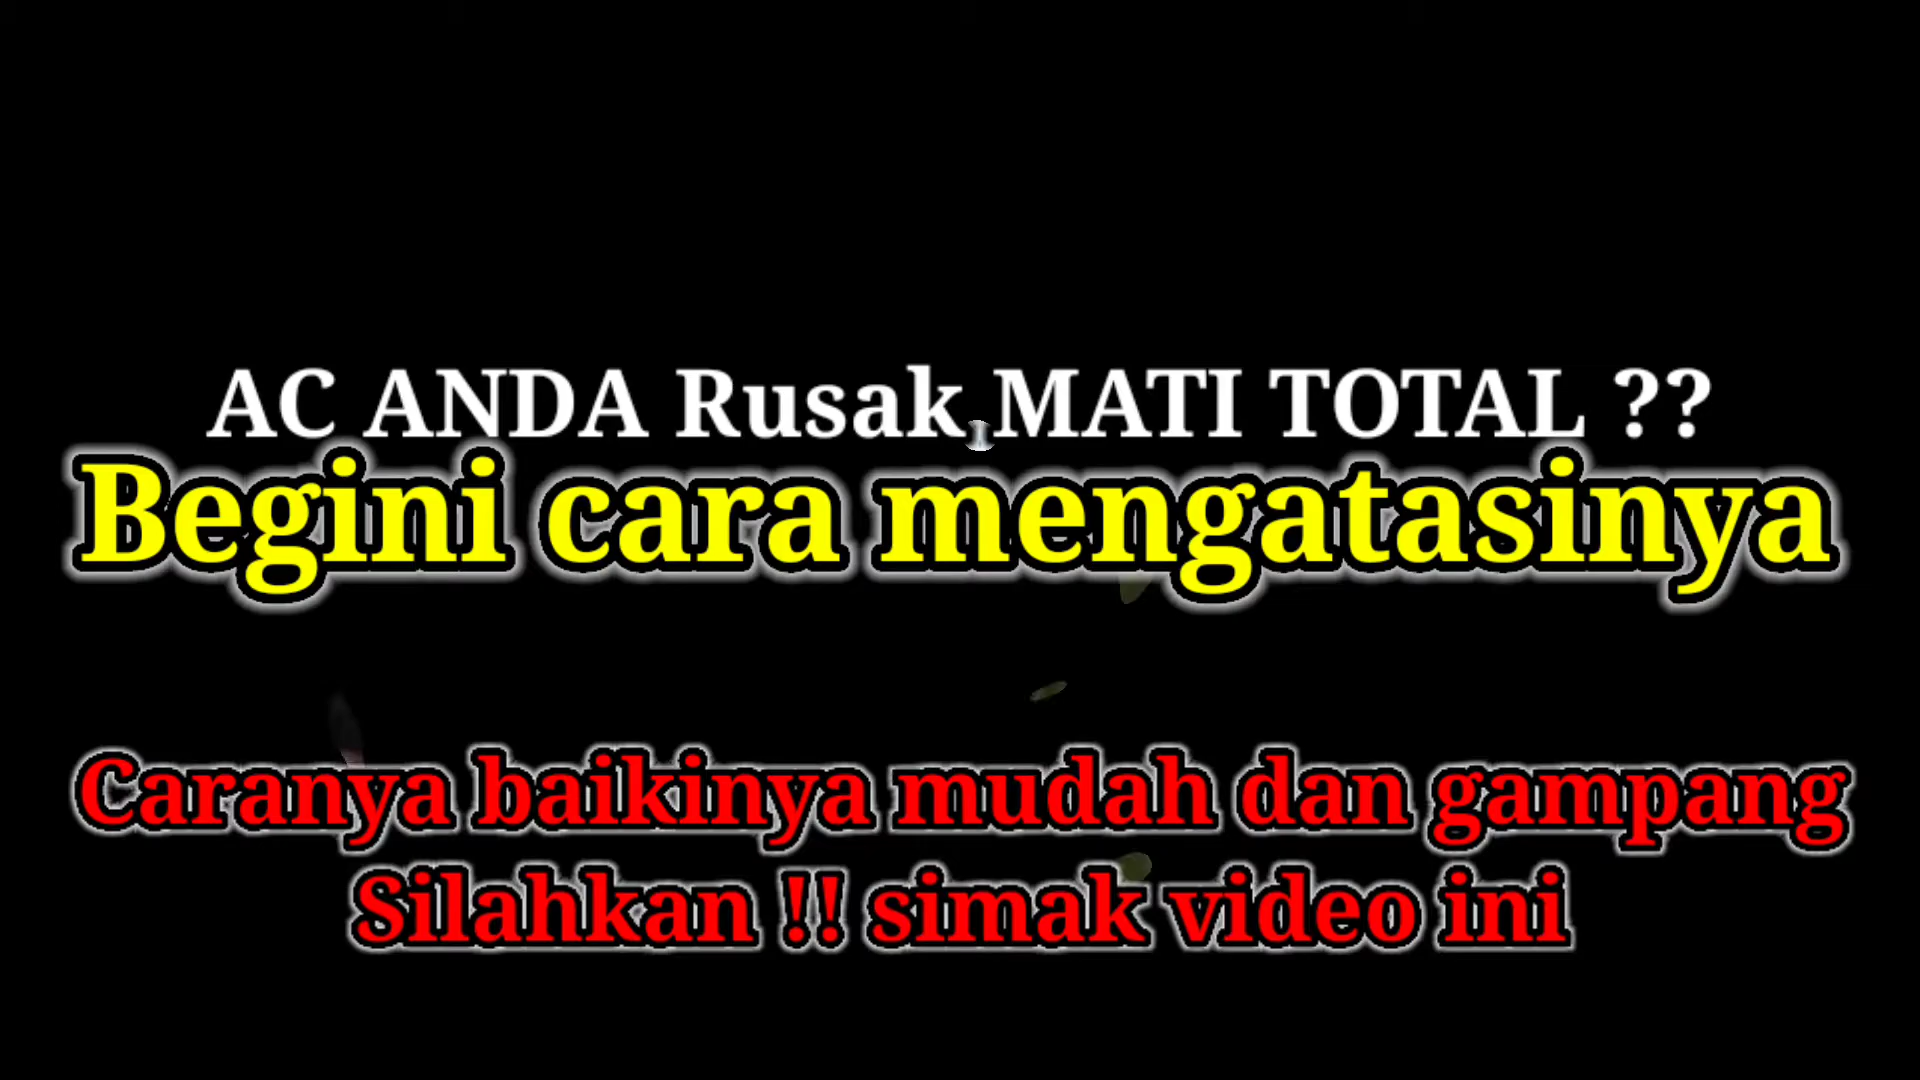 AC ANDA Rusak MATI TOTAL ??
Begini cara mengatasinya
Caranya baikinya mudah dan gampang
Silahkan !! simak video ini